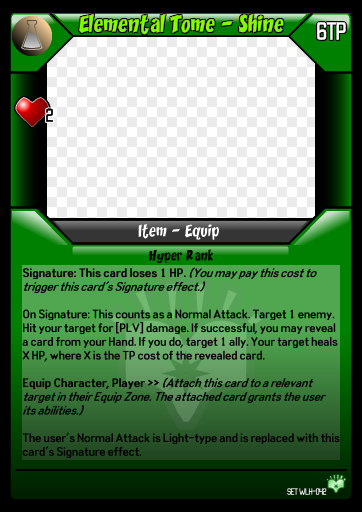 Elemental Tome - Shine
6TP
2
Item - Equip
Hyper Rank
Signature: This card loses 1 HP. (You may pay this cost to
trigger this card's Signature effect.)
On Signature: This counts as a Normal Attack. Target 1 enemy.
Hit your target for [PLV] damage. If successful, you may reveal
a card from your Hand. If you do, target 1 ally. Your target heals
X HP, where X is the TP cost of the revealed card.
Equip Character, Player >> (Attach this card to a relevant
target in their Equip Zone. The attached card grants the user
its abilities.)
The user's Normal Attack is Light-type and is replaced with this
card's Signature effect.
SET WLH-042